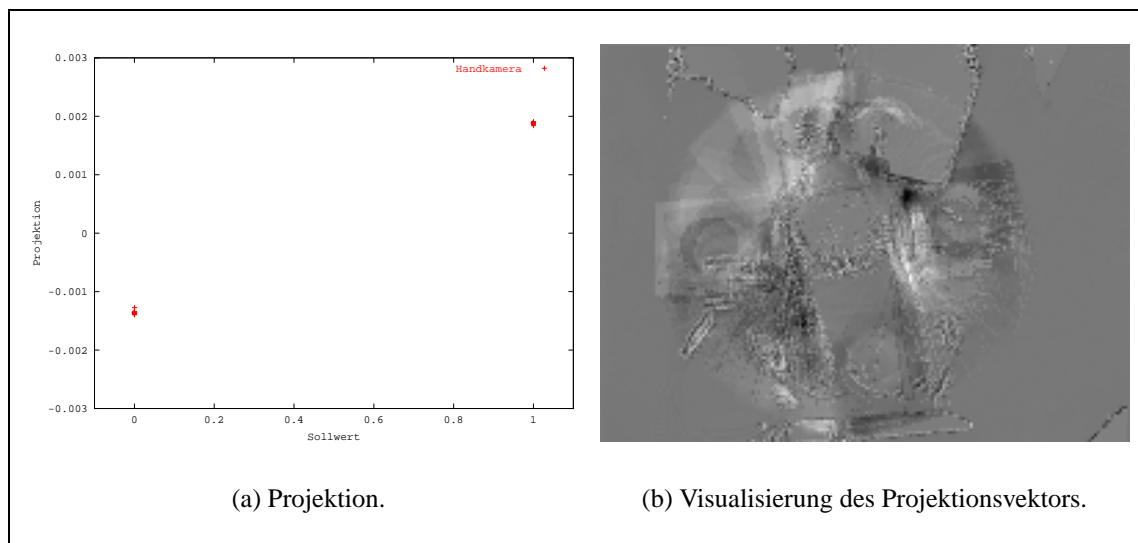 0.003
Handkamera
0.002
0.001
0
-0.001
-0.002
-0.003
Projektion
0 0.2 0.4 0.6 0.8 1
Sollwert
(a) Projektion.
(b) Visualisierung des Projektionsvektors.